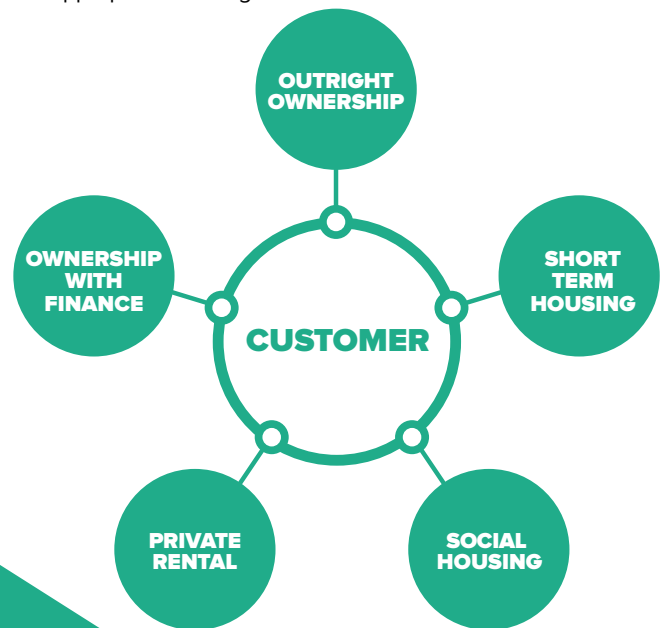 OUTRIGHT
OWNERSHIP
OWNERSHIP
WITH
FINANCE
SHORT
TERM
HOUSING
CUSTOMER
PRIVATE
RENTAL
SOCIAL
HOUSING